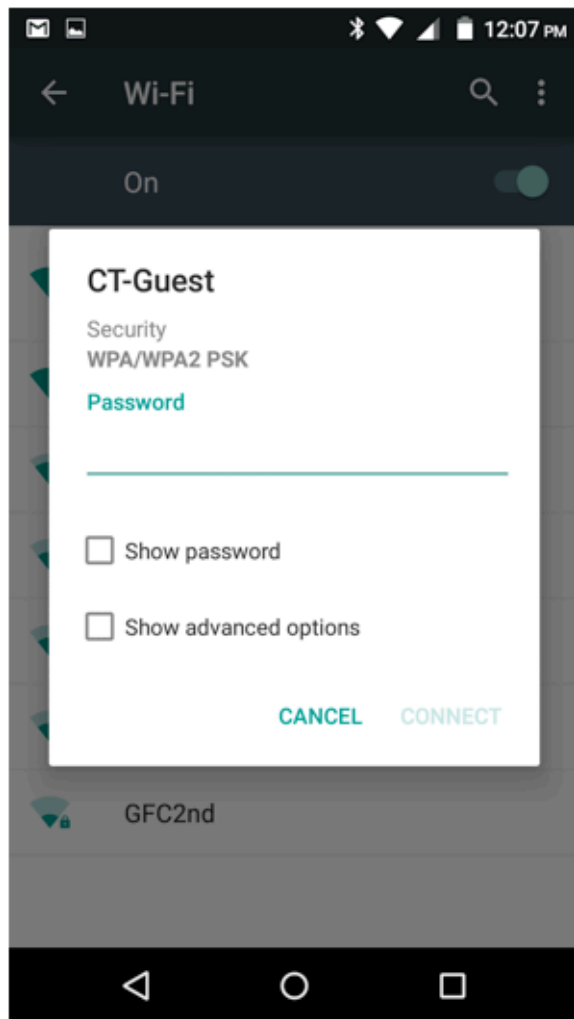 12:07 PM
Wi-Fi
On
CT-Guest
Security
WPA/WPA2 PSK
Password
Show password
Show advanced options
CANCEL CONNECT
GFC2nd